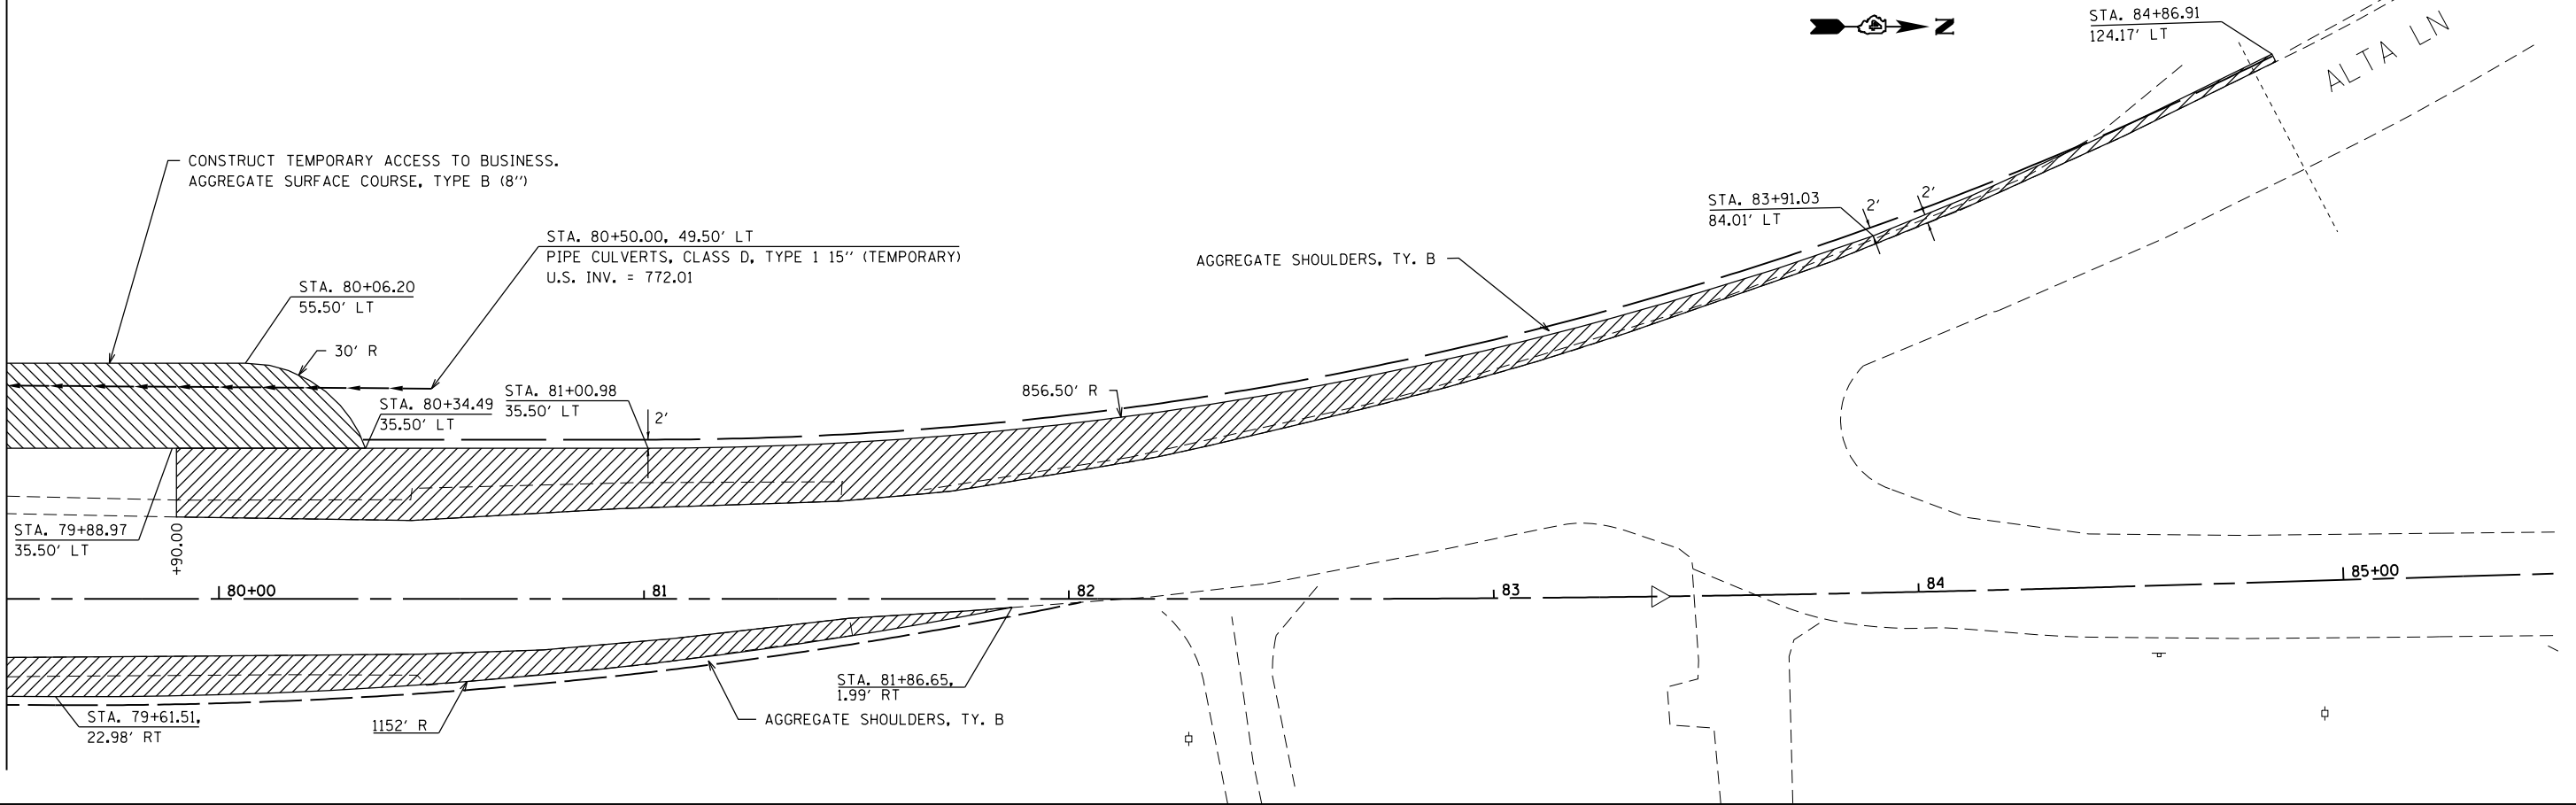 N
STA. 84+86.91
124.17' LT
ALTA LN
CONSTRUCT TEMPORARY ACCESS TO BUSINESS.
AGGREGATE SURFACE COURSE, TYPE B (8'')
STA. 83+91.03
84.01' LT
2'
2'
STA. 80+50.00, 49.50' LT
PIPE CULVERTS, CLASS D, TYPE 1 15'' (TEMPORARY)
U.S. INV. = 772.01
AGGREGATE SHOULDERS, TY. B
STA. 80+06.20
55.50' LT
30' R
STA. 80+34.49
35.50' LT
STA. 81+00.98
35.50' LT
2'
856.50' R
STA. 79+88.97
35.50' LT
+90.00
80+00
81
82
83
84
85+00
STA. 81+86.65,
1.99' RT
AGGREGATE SHOULDERS, TY. B
STA. 79+61.51,
22.98' RT
1152' R